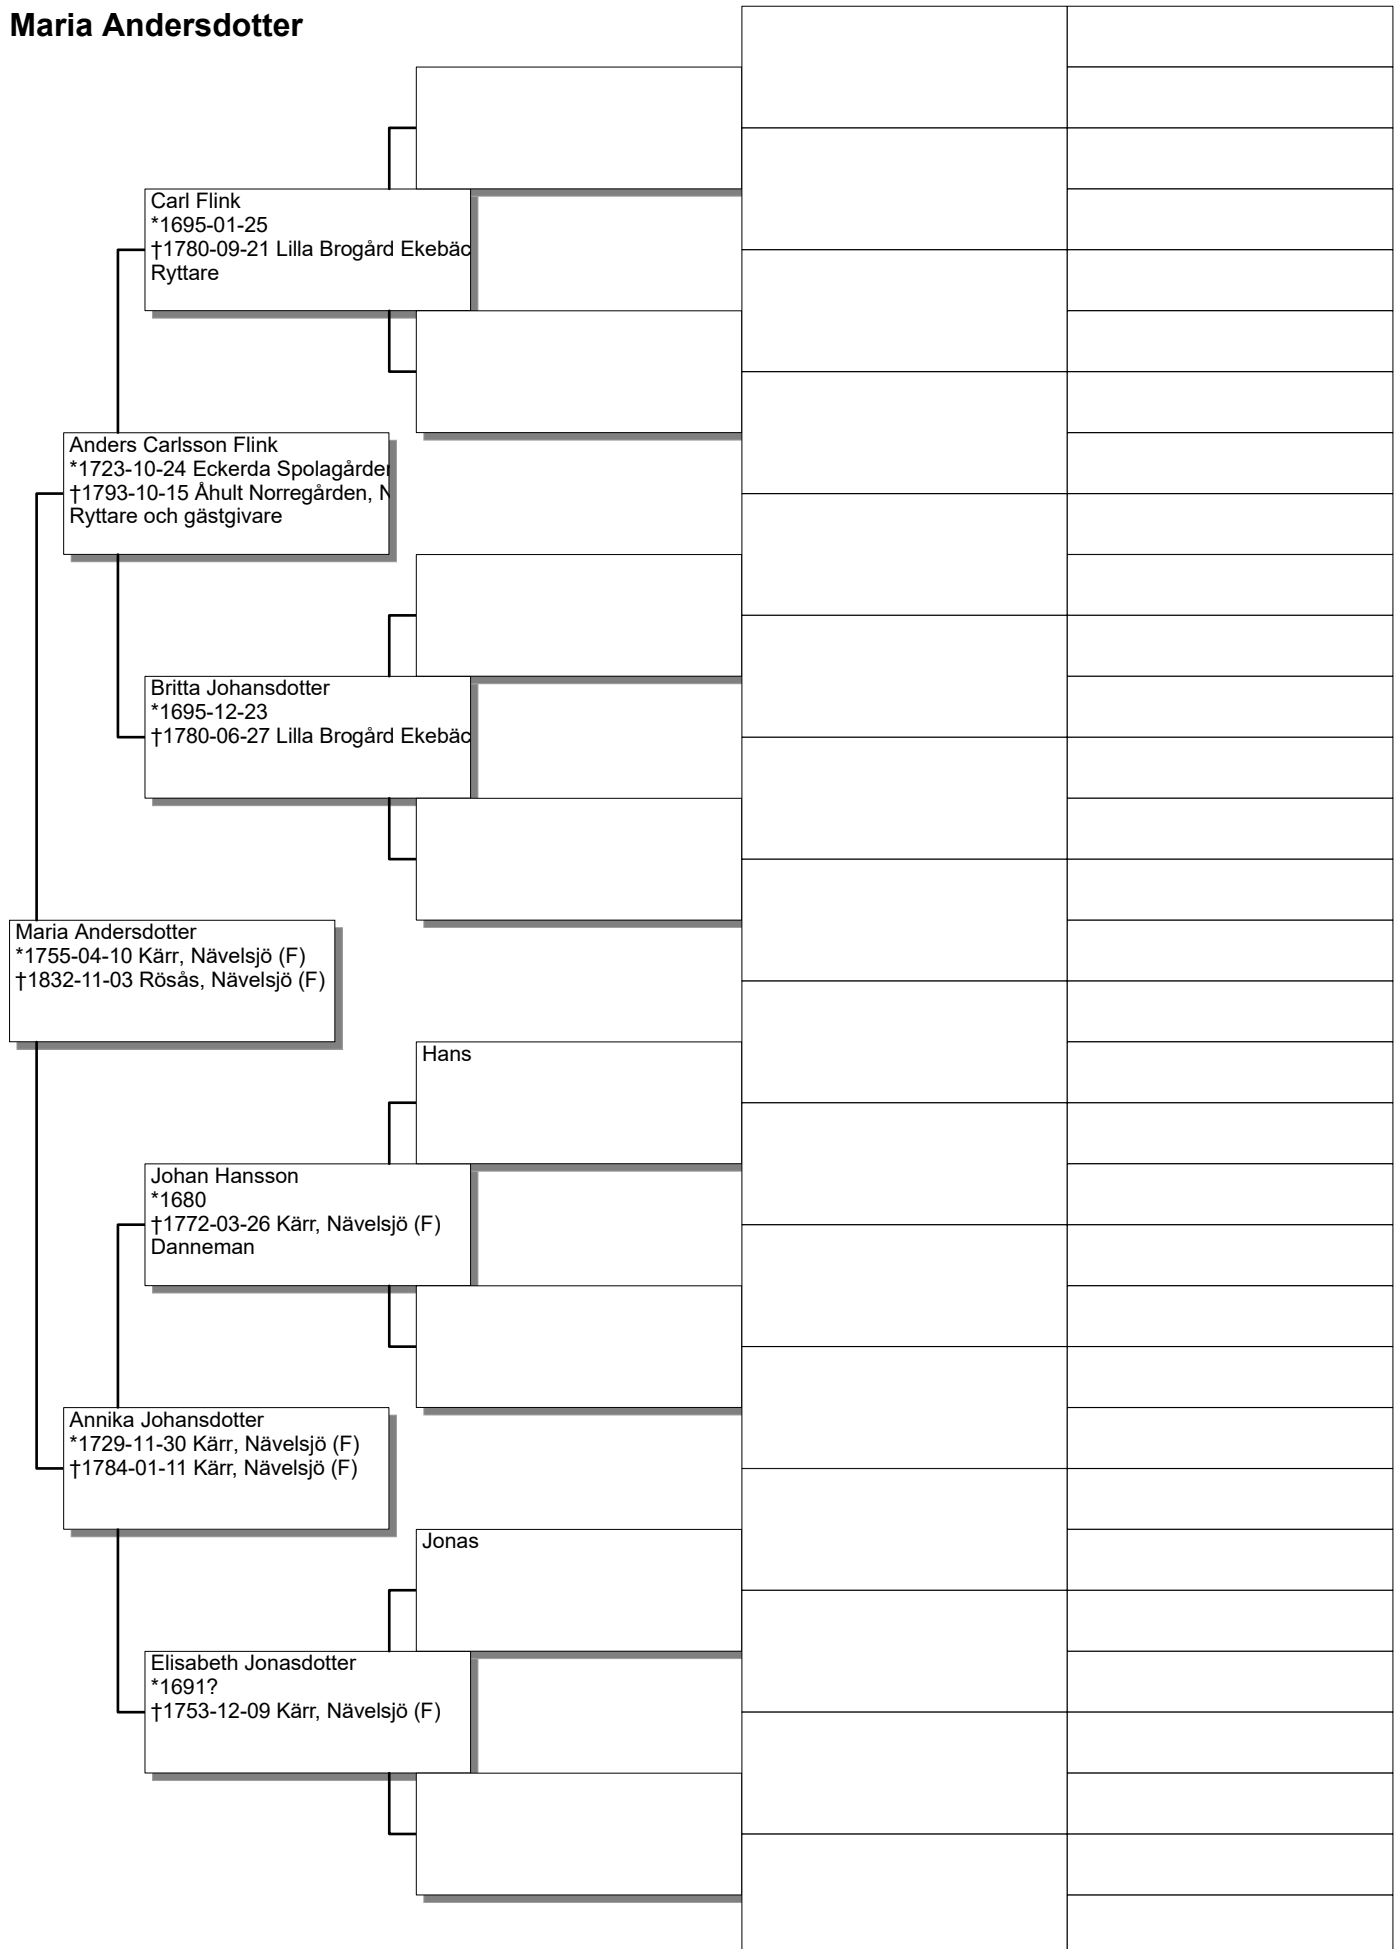 Maria Andersdotter
Carl Flink
*1695-01-25
†1780-09-21 Lilla Brogård Ekebäc
Ryttare
Anders Carlsson Flink
*1723-10-24 Eckerda Spolagården
†1793-10-15 Åhult Norregården, N
Ryttare och gästgivare
Britta Johansdotter
*1695-12-23
†1780-06-27 Lilla Brogård Ekebäc
Maria Andersdotter
*1755-04-10 Kärr, Nävelsjö (F)
†1832-11-03 Rösås, Nävelsjö (F)
Hans
Johan Hansson
*1680
†1772-03-26 Kärr, Nävelsjö (F)
Danneman
Annika Johansdotter
*1729-11-30 Kärr, Nävelsjö (F)
†1784-01-11 Kärr, Nävelsjö (F)
Jonas
Elisabeth Jonasdotter
*1691?
†1753-12-09 Kärr, Nävelsjö (F)